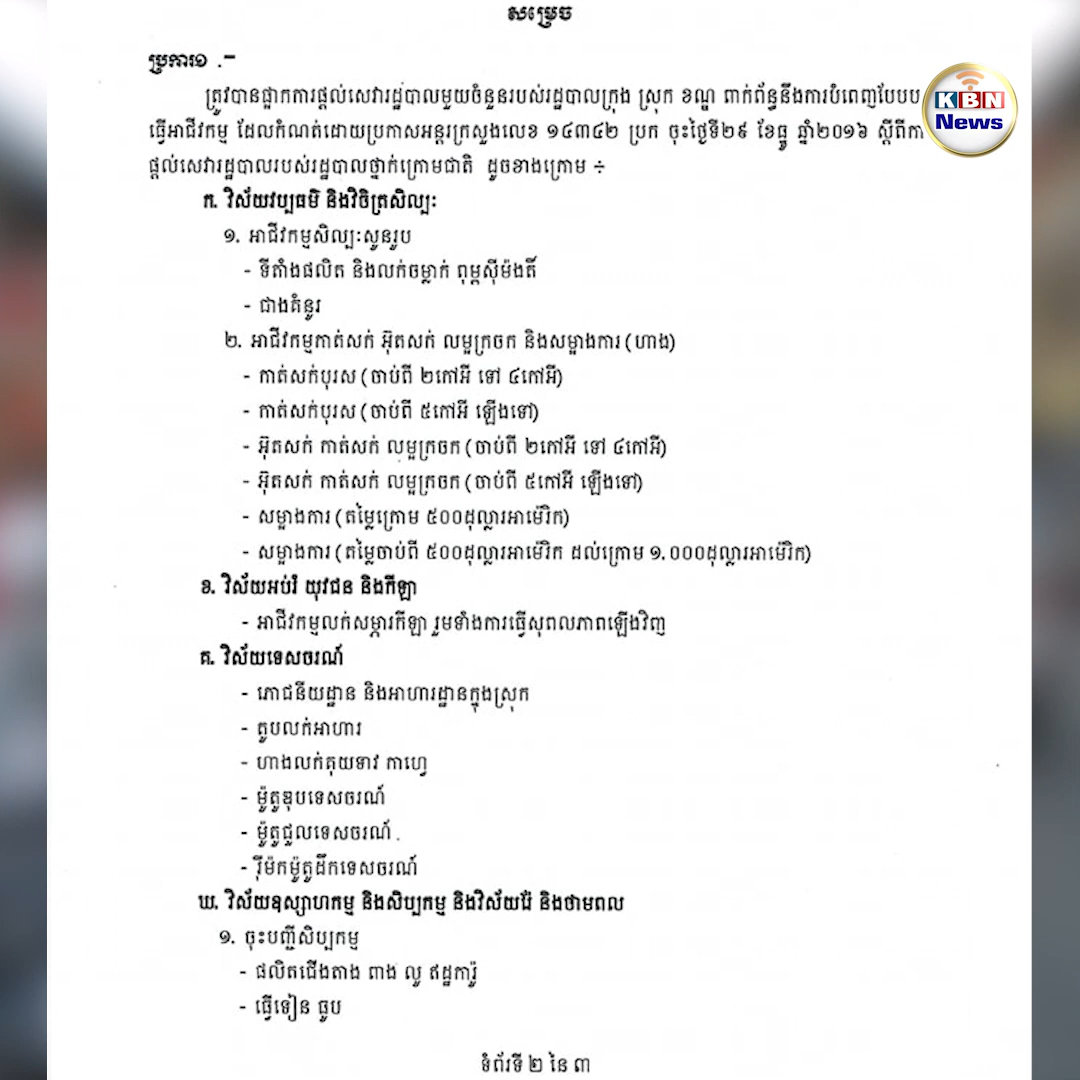 សម្រេច
ប្រការ១ .-
ត្រូវបានផ្អាកការផ្តល់សេវារដ្ឋបាលមួយចំនួនរបស់រដ្ឋបាលក្រុង ស្រុក ខណ្ឌ ពាក់ព័ន្ធនឹងការបំពេញបែបប
KBN
News
ធ្វើអាជីវកម្ម ដែលកំណត់ដោយប្រកាសអន្តរក្រសួងលេខ ១៤៣៤២ ប្រក ចុះថ្ងៃទី២៩ ខែធ្នូ ឆ្នាំ២០១៦ ស្តីពីកា
ផ្តល់សេវារដ្ឋបាលរបស់រដ្ឋបាលថ្នាក់ក្រោមជាតិ ដូចខាងក្រោម ÷
ក. វិស័យវប្បធម៌ និងវិចិត្រសិល្បៈ
១. អាជីវកម្មសិល្បៈសូនរូប
- ទីតាំងផលិត និងលក់ចម្លាក់ ពុម្ពស៊ីម៉ងត៍
- ជាងគំនូរ
២. អាជីវកម្មកាត់សក់ អ៊ុតសក់ លម្អក្រចក និងសម្អាងការ (ហាង)
- កាត់សក់បុរស (ចាប់ពី ២កៅអី ទៅ ៤កៅអី)
- កាត់សក់បុរស (ចាប់ពី ៥កៅអី ឡើងទៅ)
- អ៊ុតសក់ កាត់សក់ លម្អក្រចក (ចាប់ពី ២កៅអី ទៅ ៤កៅអី)
- អ៊ុតសក់ កាត់សក់ លម្អក្រចក (ចាប់ពី ៥កៅអី ឡើងទៅ)
- សម្អាងការ (តម្លៃក្រោម ៥០០ដុល្លារអាម៉េរិក)
- សម្អាងការ (តម្លៃចាប់ពី ៥០០ដុល្លារអាម៉េរិក ដល់ក្រោម ១.០០០ដុល្លារអាម៉េរិក)
ខ. វិស័យអប់រំ យុវជន និងកីឡា
- អាជីវកម្មលក់សម្ភារកីឡា រួមទាំងការធ្វើសុពលភាពឡើងវិញ
គ. វិស័យទេសចរណ៍
- ភោជនីយដ្ឋាន និងអាហារដ្ឋានក្នុងស្រុក
- តូបលក់អាហារ
- ហាងលក់គុយទាវ កាហ្វេ
- ម៉ូតូឌុបទេសចរណ៍
- ម៉ូតូជួលទេសចរណ៍ .
- រ៉ឺម៉កម៉ូតូដឹកទេសចរណ៍
ឃ. វិស័យឧស្សាហកម្ម និងសិប្បកម្ម និងវិស័យរ៉ែ និងថាមពល
១. ចុះបញ្ជីសិប្បកម្ម
- ផលិតជើងតាង ពាង លូ ឥដ្ឋការ៉ូ
- ធ្វើទៀន ធូប
ទំព័រទី ២ នៃ ៣